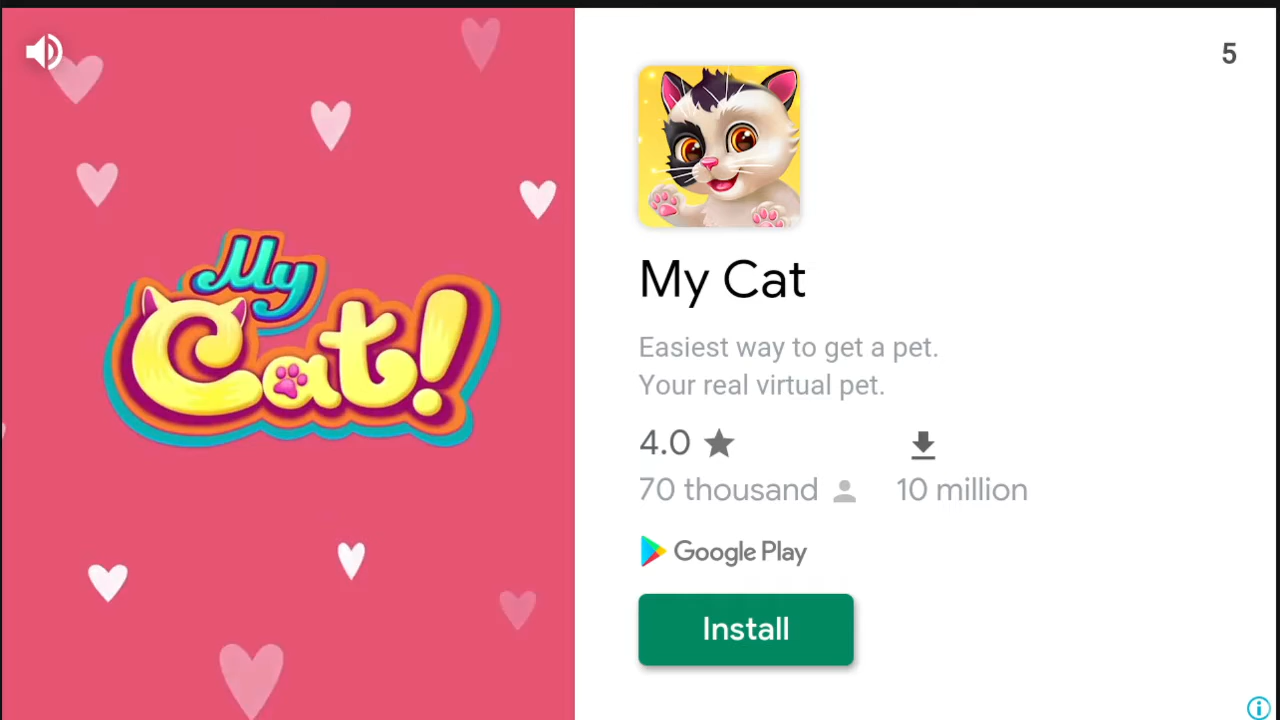 My
Cat!
5
My Cat
Easiest way to get a pet.
Your real virtual pet.
4.0
70 thousand 10 million
Google Play
Install